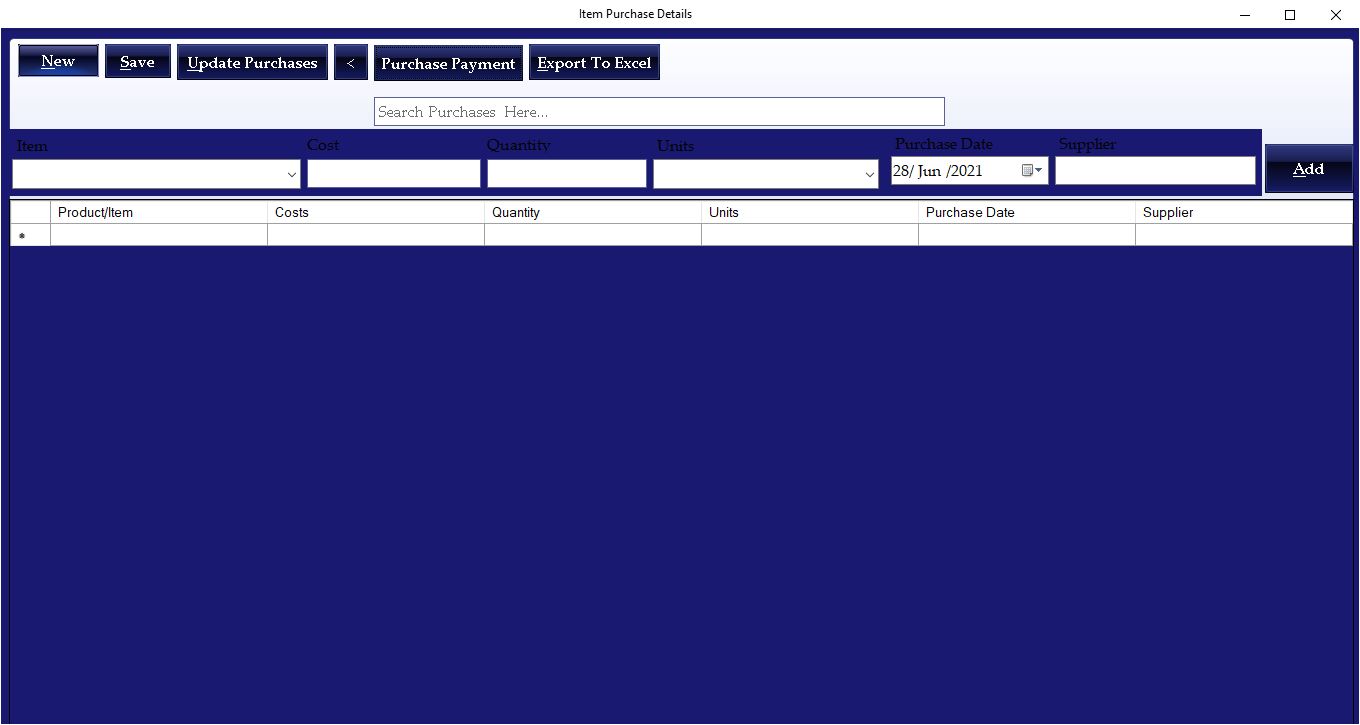 Item Purchase Details
New Save Update Purchases < Purchase Payment Export To Excel
Search Purchases Here...
Item Cost Quantity Units Purchase Date Supplier
28/ Jun /2021
Add
Product/Item Costs Quantity Units Purchase Date Supplier
*